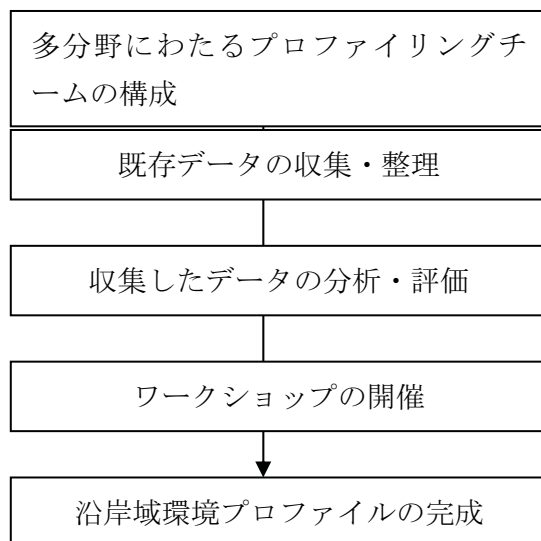 多分野にわたるプロファイリングチ
ームの構成
既存データの収集・整理
収集したデータの分析・評価
ワークショップの開催
沿岸域環境プロファイルの完成